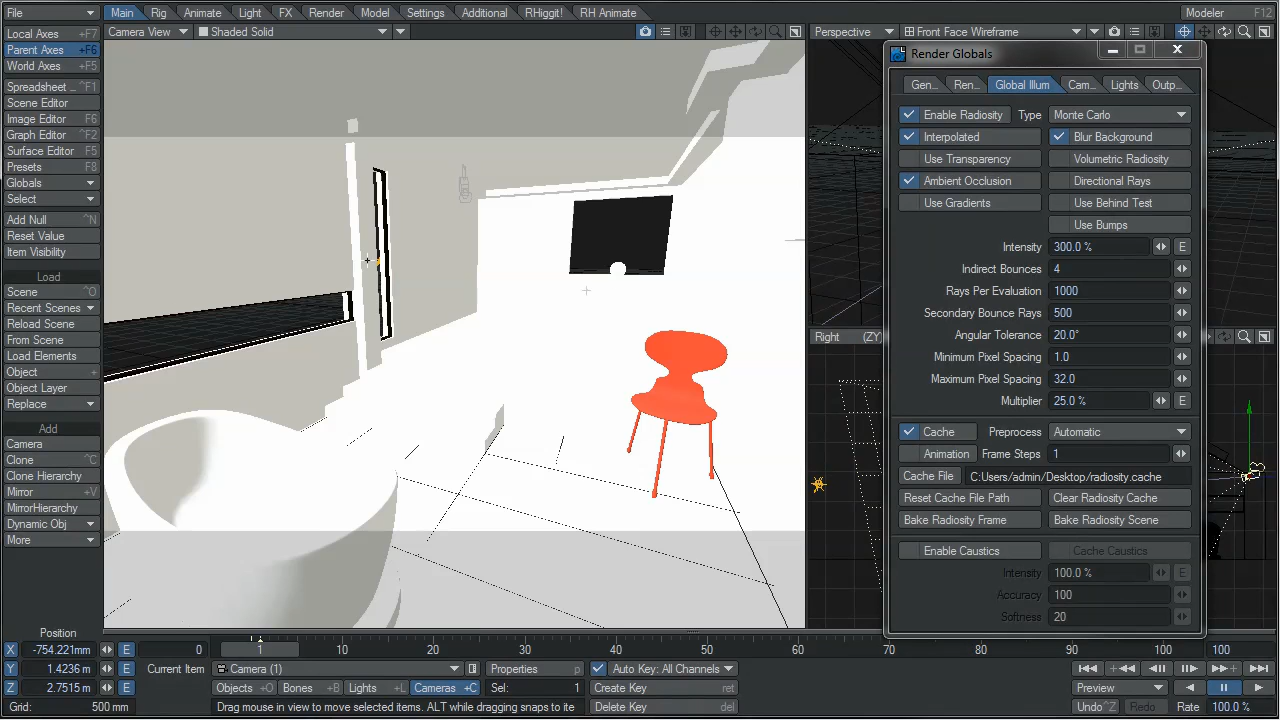 File
Main Rig Animate Light FX Render Model Settings Additional RHiggit! RH Animate Modeler F12
Local Axes +F7
Parent Axes +F6
World Axes +F5
Spreadsheet ... ^F1
Scene Editor
Image Editor F6
Graph Editor ^F2
Surface Editor F5
Presets F8
Globals
Select
Add Null ^N
Reset Value
Item Visibility
Load
Scene ^O
Recent Scenes
Reload Scene
From Scene
Load Elements
Object +
Object Layer
Replace
Add
Camera
Clone ^C
Clone Hierarchy
Mirror +V
MirrorHierarchy
Dynamic Obj
More
Camera View Shaded Solid
Perspective Front Face Wireframe
Right (ZY)
Render Globals
Gen... Ren... Global Illum Cam... Lights Outp...
Enable Radiosity Type Monte Carlo
Interpolated Blur Background
Use Transparency Volumetric Radiosity
Ambient Occlusion Directional Rays
Use Gradients Use Behind Test
Use Bumps
Intensity 300.0 % E
Indirect Bounces 4
Rays Per Evaluation 1000
Secondary Bounce Rays 500
Angular Tolerance 20.0°
Minimum Pixel Spacing 1.0
Maximum Pixel Spacing 32.0
Multiplier 25.0 % E
Cache Preprocess Automatic
Animation Frame Steps 1
Cache File C:Users/admin/Desktop/radiosity.cache
Reset Cache File Path Clear Radiosity Cache
Bake Radiosity Frame Bake Radiosity Scene
Enable Caustics Cache Caustics
Intensity 100.0 % E
Accuracy 100
Softness 20
Position
X -754.221mm E 0 1 10 20 30 40 50 60 70 80 90 100 100
Y 1.4236 m E Current Item Camera (1) Properties p Auto Key: All Channels
Z 2.7515 m E Objects +O Bones +B Lights +L Cameras +C Sel: 1 Create Key ret Preview
Grid: 500 mm Drag mouse in view to move selected items. ALT while dragging snaps to ite Delete Key del Undo ^Z Redo Rate 100.0 %